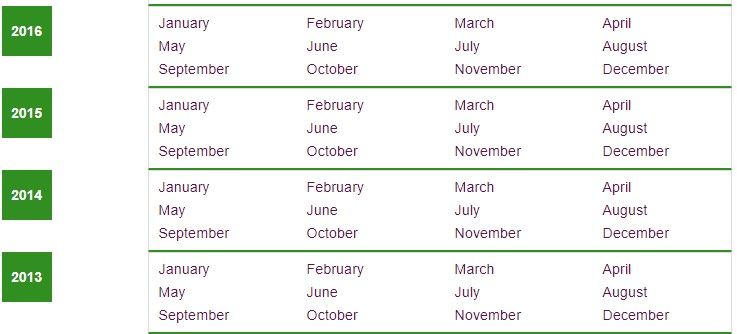 2016
January February March April
May June July August
September October November December
2015
January February March April
May June July August
September October November December
2014
January February March April
May June July August
September October November December
2013
January February March April
May June July August
September October November December